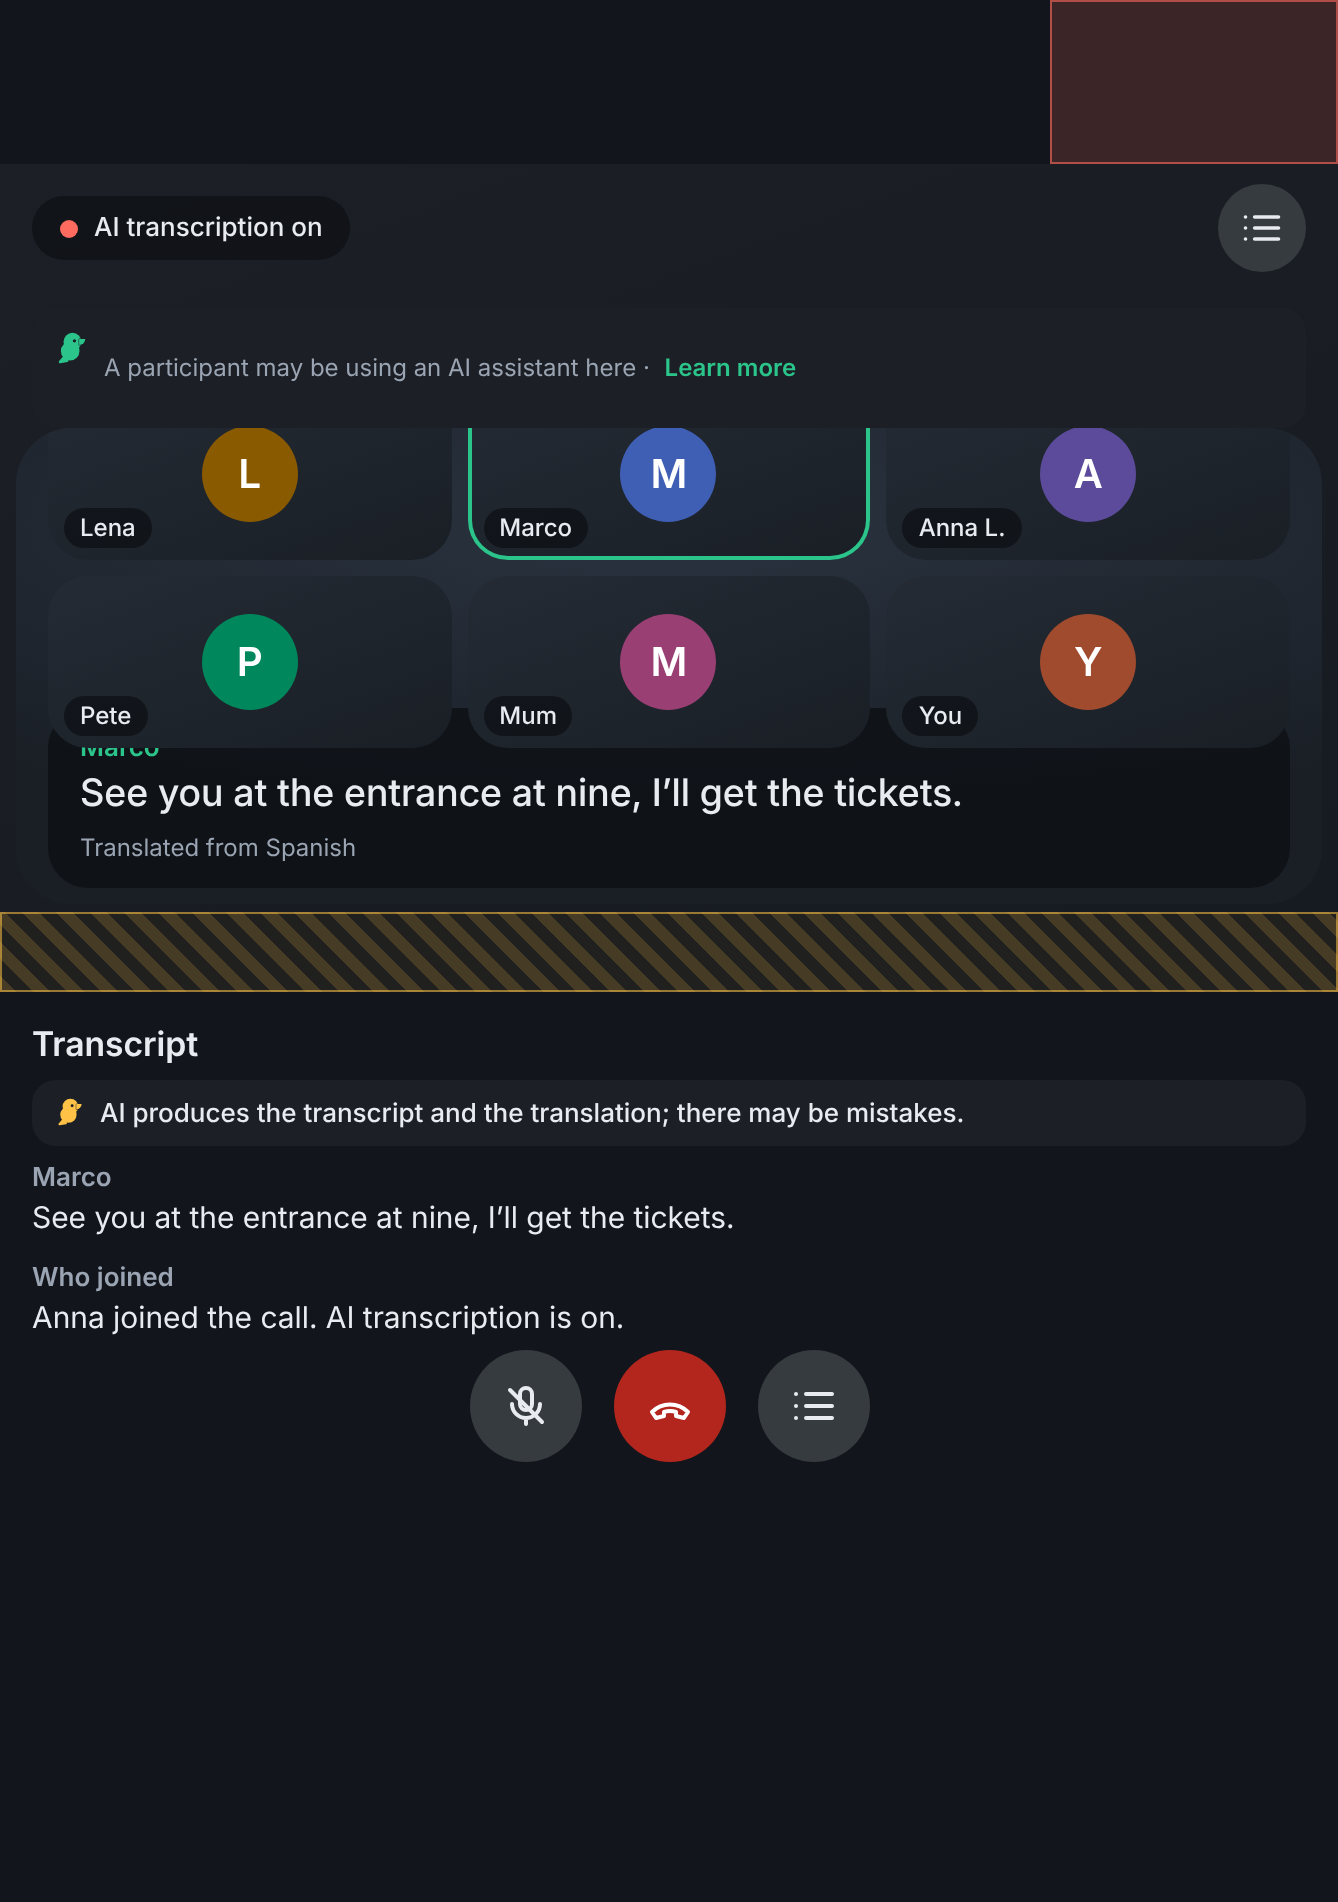 AI transcription on
A participant may be using an AI assistant here · Learn more
L
M
A
Lena
Marco
Anna L.
P
M
Y
Pete
Mum
You
Marco
See you at the entrance at nine, I’ll get the tickets.
Translated from Spanish
Transcript
AI produces the transcript and the translation; there may be mistakes.
Marco
See you at the entrance at nine, I’ll get the tickets.
Who joined
Anna joined the call. AI transcription is on.